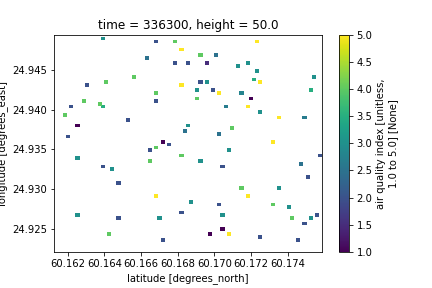 time = 336300, height = 50.0
24.945
24.940
24.935
24.930
24.925
longitude [degrees_east]
60.162 60.164 60.166 60.168 60.170 60.172 60.174
latitude [degrees_north]
5.0
4.5
4.0
3.5
3.0
2.5
2.0
1.5
1.0
air quality index [unitless,
1.0 to 5.0] [None]